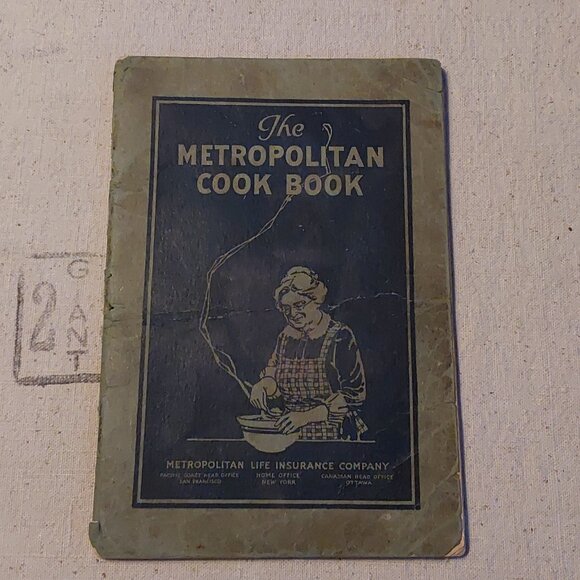 The
METROPOLITAN
COOK BOOK
METROPOLITAN LIFE INSURANCE COMPANY
PACIFIC COAST HEAD OFFICE HOME OFFICE CANADIAN HEAD OFFICE
SAN FRANCISCO NEW YORK OTTAWA
2
G
ANT